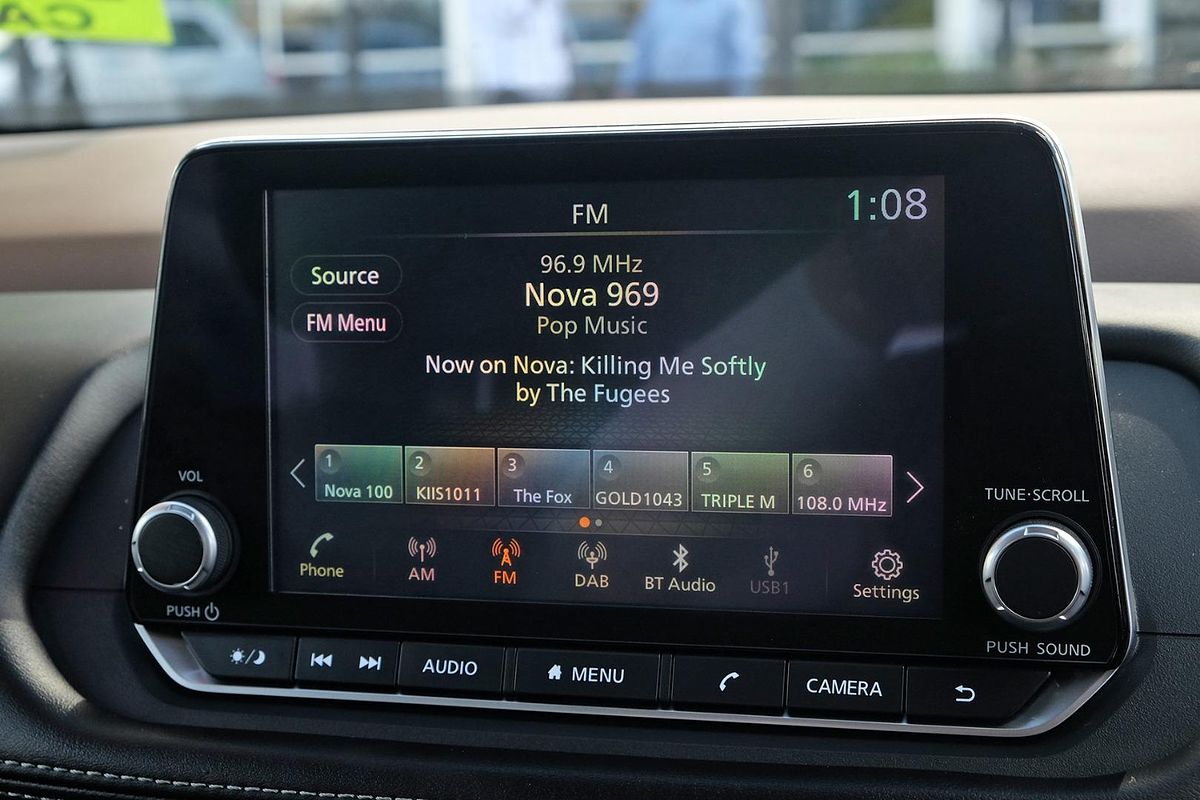 FM
1:08
Source
96.9 MHz
Nova 969
FM Menu
Pop Music
Now on Nova: Killing Me Softly
by The Fugees
1 Nova 100
2 KIIS1011
3 The Fox
4 GOLD1043
5 TRIPLE M
6 108.0 MHz
Phone
AM
FM
DAB
BT Audio
USB1
Settings
VOL
PUSH
TUNE·SCROLL
PUSH SOUND
AUDIO
MENU
CAMERA